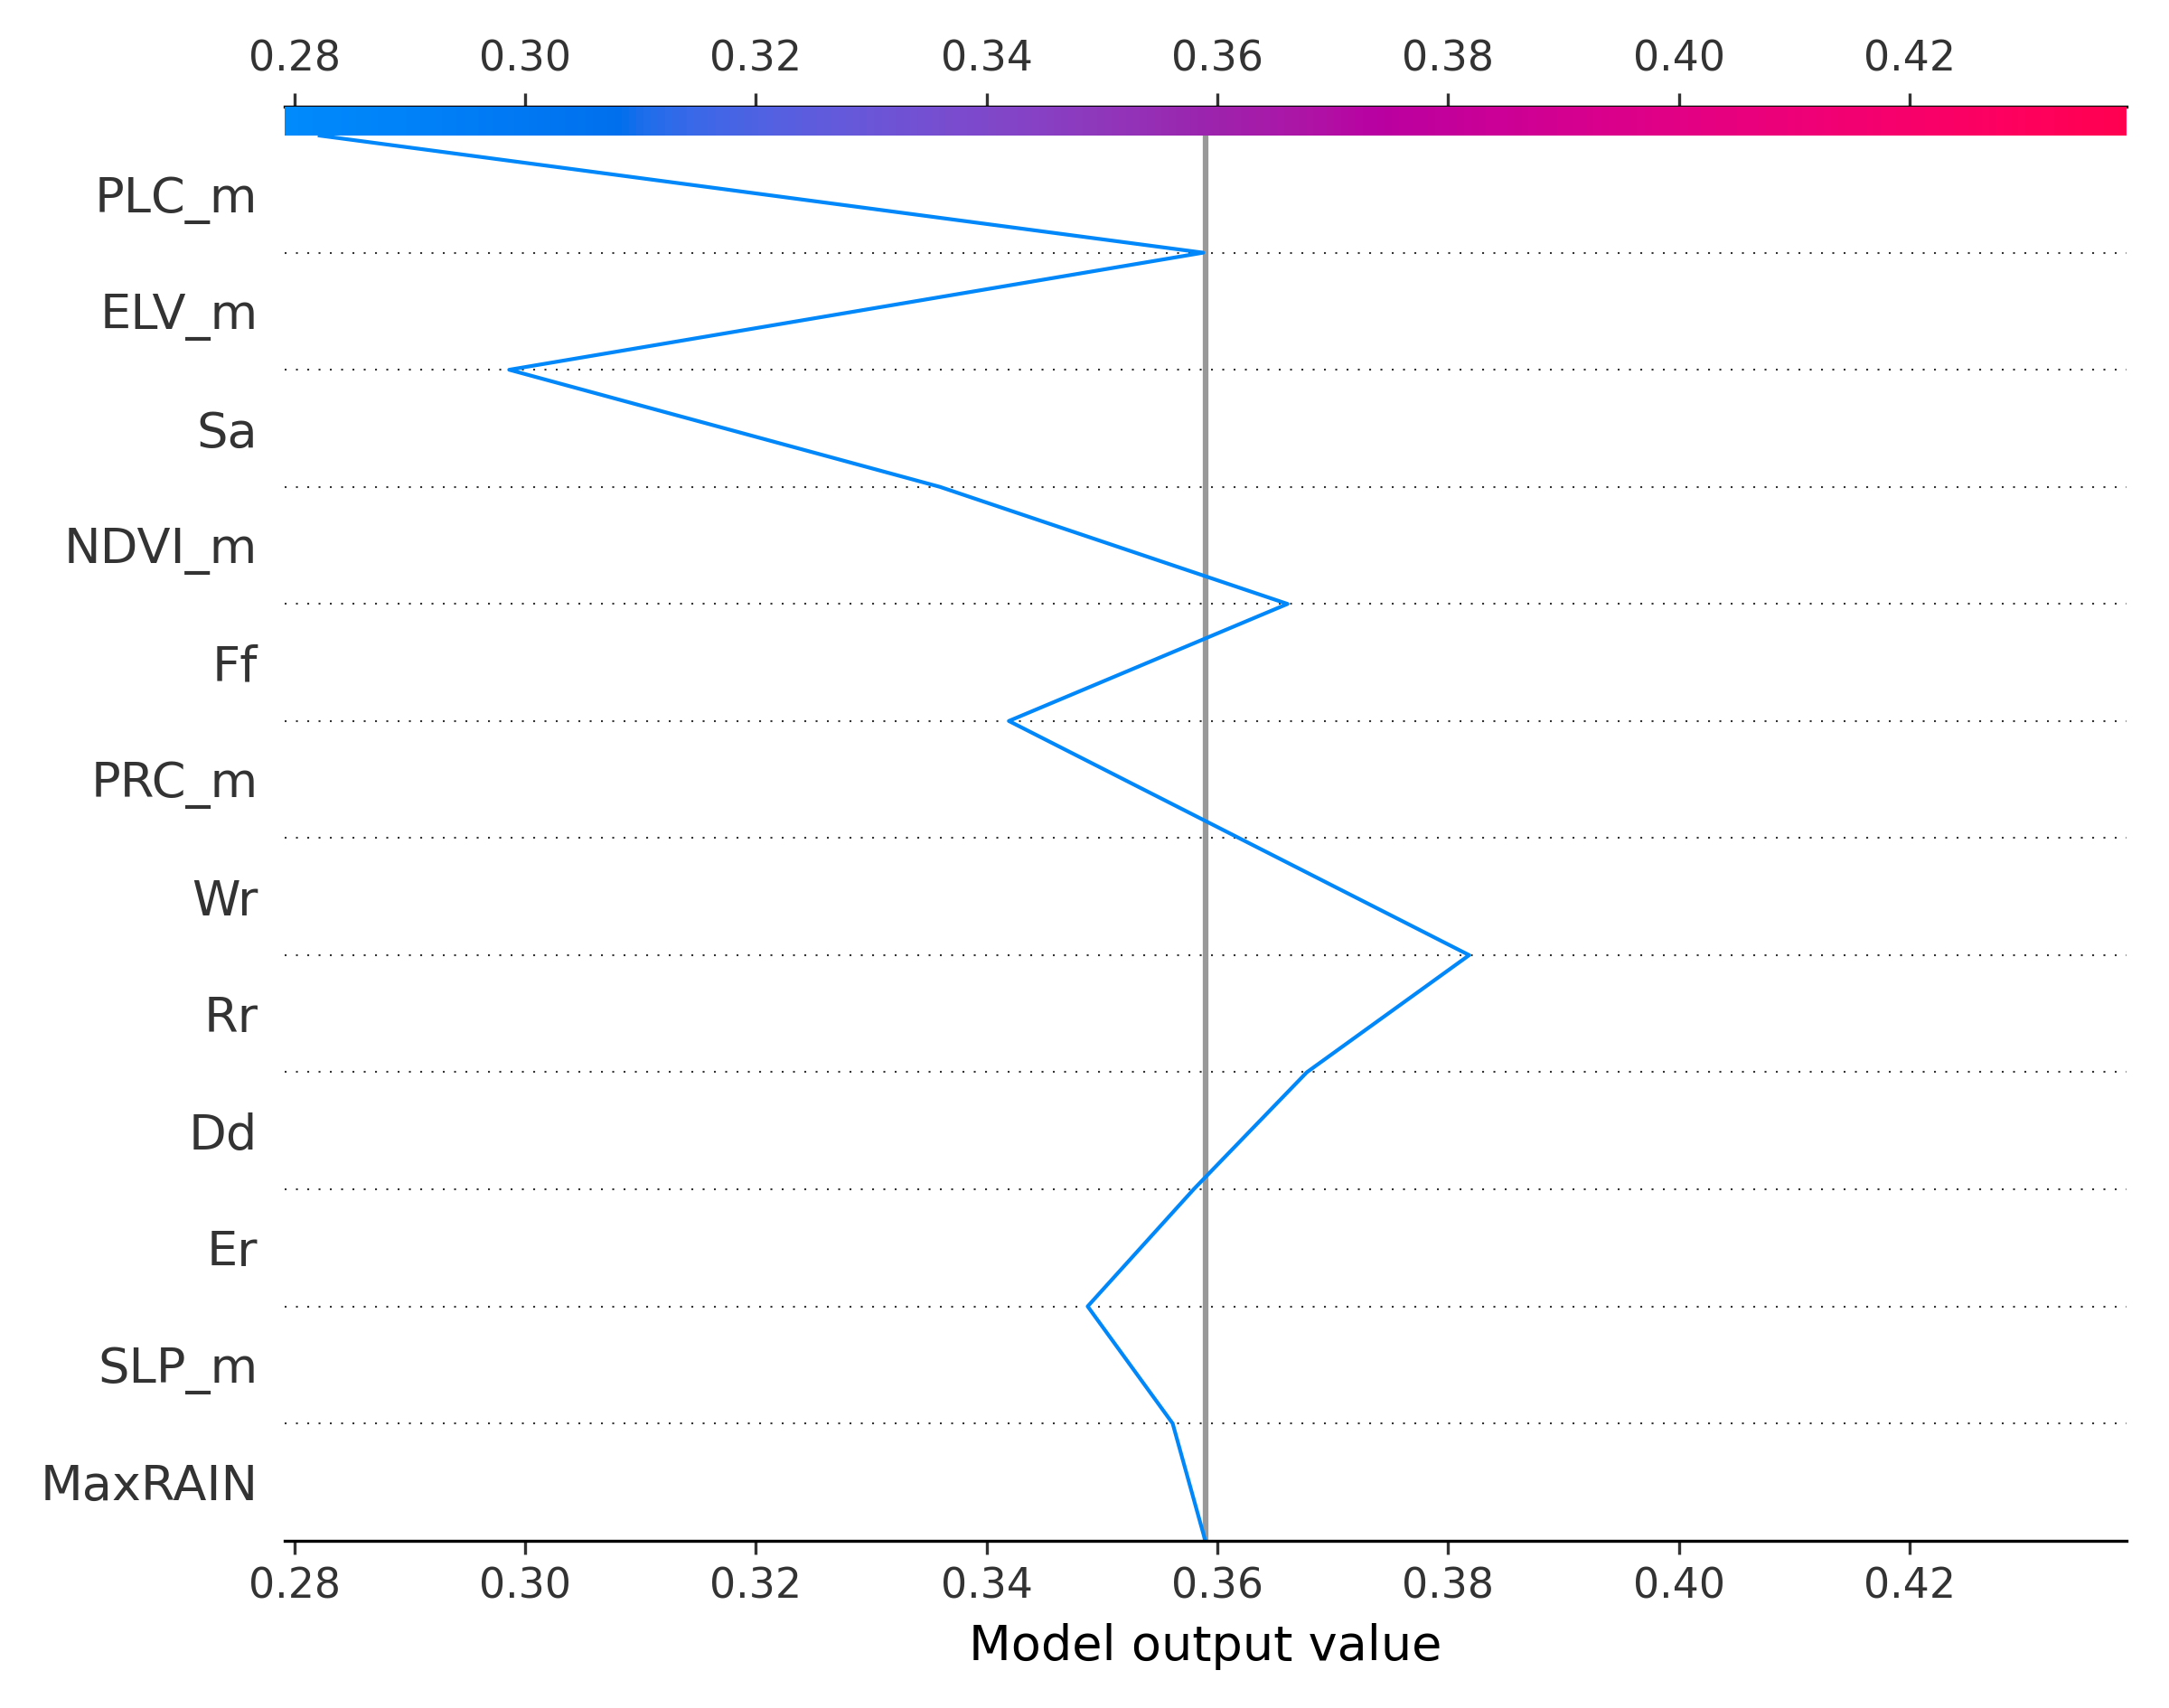 0.28 0.30 0.32 0.34 0.36 0.38 0.40 0.42
PLC_m
ELV_m
Sa
NDVI_m
Ff
PRC_m
Wr
Rr
Dd
Er
SLP_m
MaxRAIN
0.28 0.30 0.32 0.34 0.36 0.38 0.40 0.42
Model output value